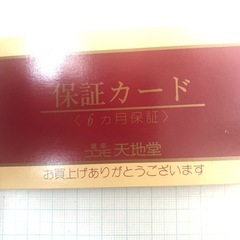 保証カード
〈6カ月保証〉
天地堂
お買上げありがとうございます